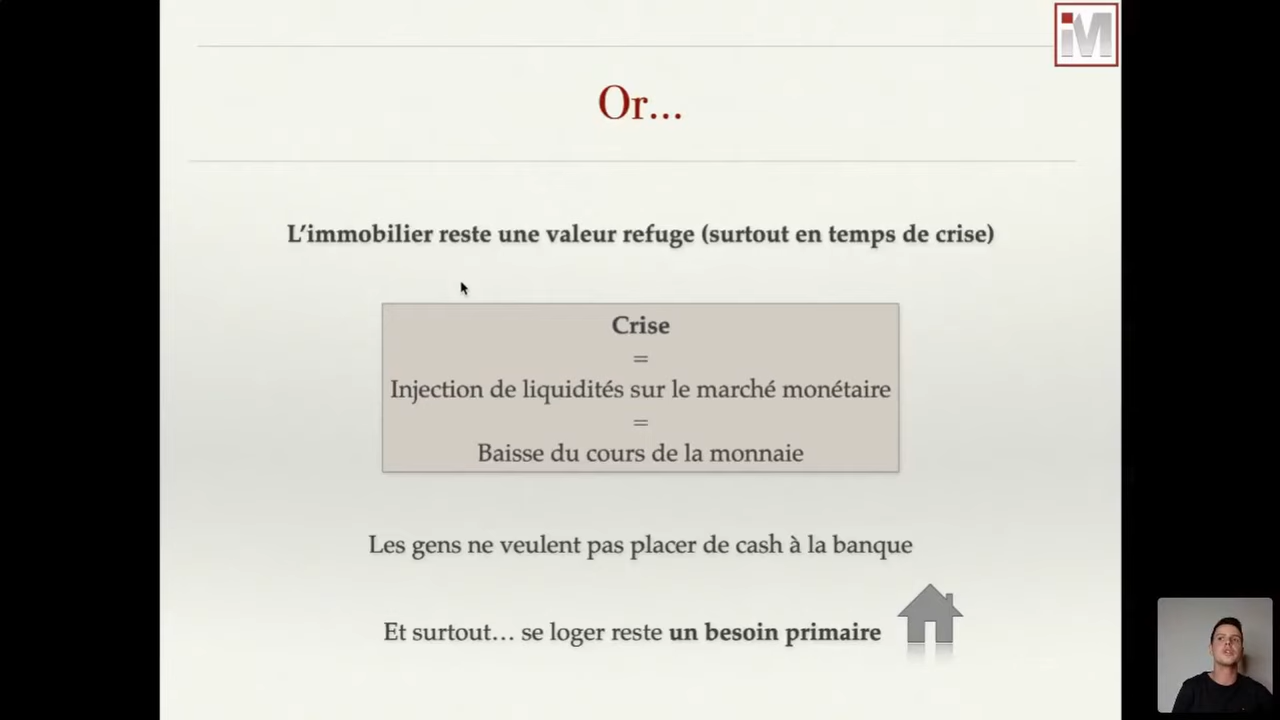 iM
Or...
L'immobilier reste une valeur refuge (surtout en temps de crise)
Crise
=
Injection de liquidités sur le marché monétaire
=
Baisse du cours de la monnaie
Les gens ne veulent pas placer de cash à la banque
Et surtout... se loger reste un besoin primaire